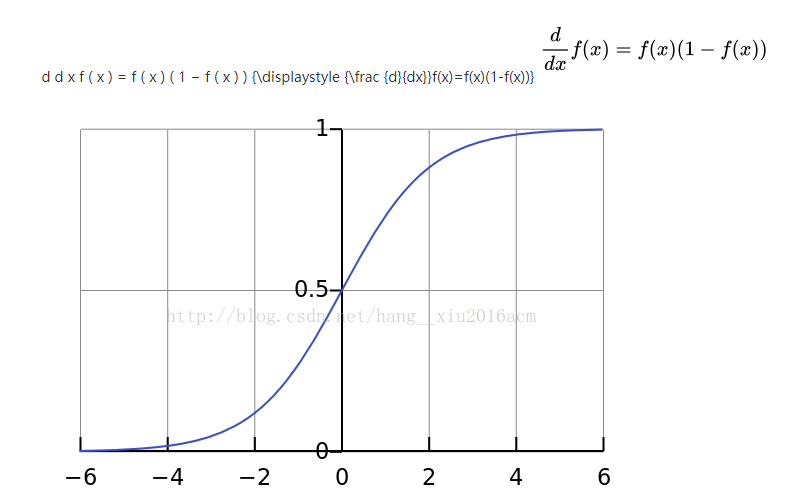 d/dx f(x) = f(x)(1 − f(x))
d d x f ( x ) = f ( x ) ( 1 − f ( x ) ) {\displaystyle {\frac {d}{dx}}f(x)=f(x)(1-f(x))}
1
0.5
http://blog.csdn.net/hang__xiu2016acm
0
−6 −4 −2 0 2 4 6